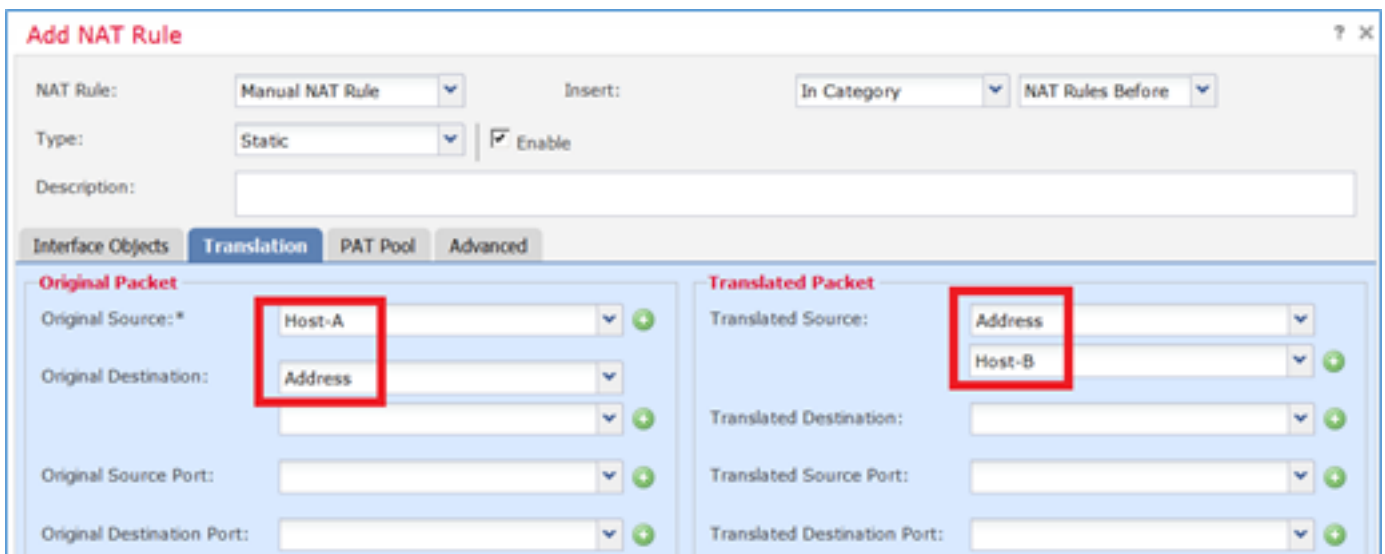 Add NAT Rule ? ×
NAT Rule: Manual NAT Rule Insert: In Category NAT Rules Before
Type: Static Enable
Description:
Interface Objects Translation PAT Pool Advanced
Original Packet Translated Packet
Original Source:* Host-A Translated Source: Address
Host-B
Original Destination: Address
Translated Destination:
Original Source Port: Translated Source Port:
Original Destination Port: Translated Destination Port: